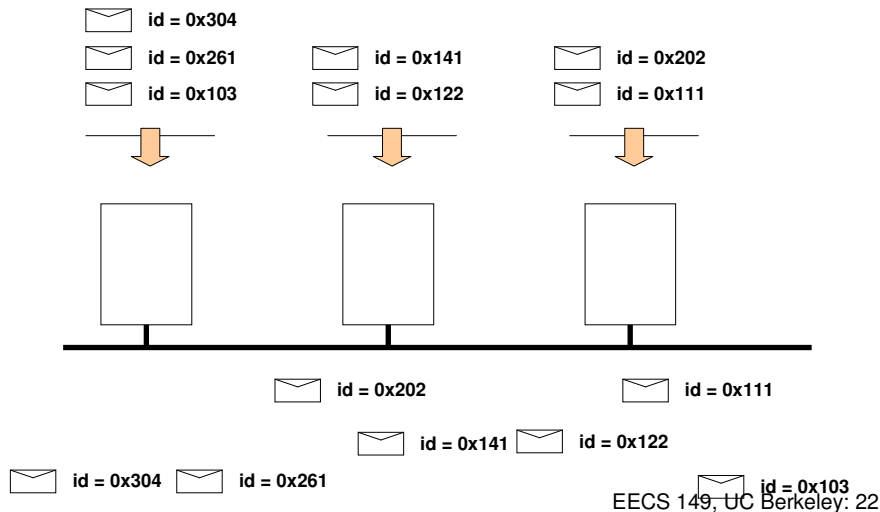 id = 0x304
id = 0x261
id = 0x103
id = 0x141
id = 0x122
id = 0x202
id = 0x111
id = 0x202
id = 0x111
id = 0x141
id = 0x122
id = 0x304
id = 0x261
id = 0x103
EECS 149, UC Berkeley: 22